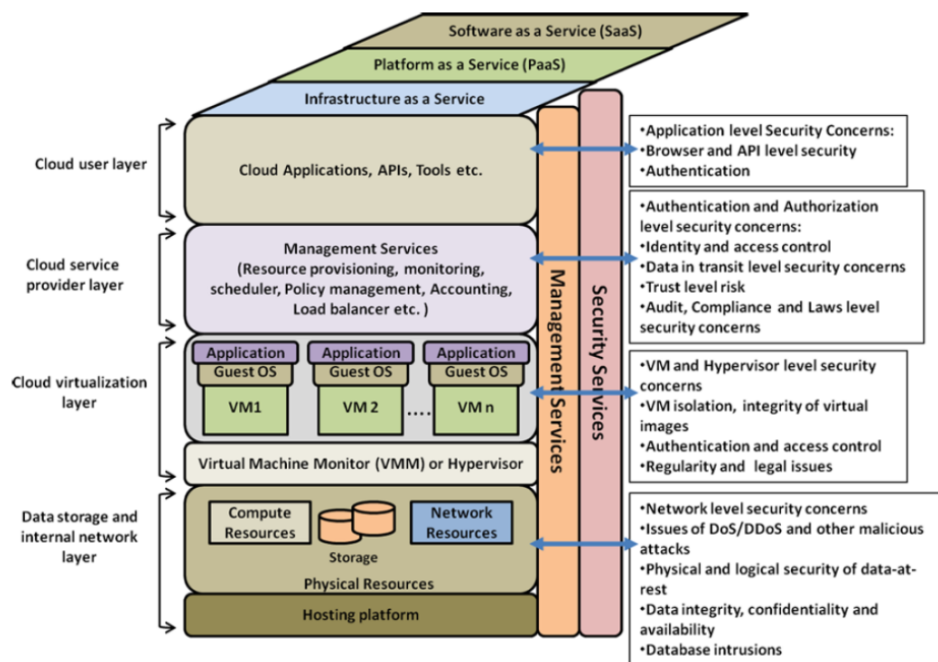 Software as a Service (SaaS)
Platform as a Service (PaaS)
Infrastructure as a Service
Cloud user layer
Cloud Applications, APIs, Tools etc.
•Application level Security Concerns:
•Browser and API level security
•Authentication
Cloud service
provider layer
Management Services
(Resource provisioning, monitoring,
scheduler, Policy management, Accounting,
Load balancer etc. )
•Authentication and Authorization
level security concerns:
•Identity and access control
•Data in transit level security concerns
•Trust level risk
•Audit, Compliance and Laws level
security concerns
Management Services
Security Services
Cloud virtualization
layer
Application
Application
Application
Guest OS
Guest OS
Guest OS
VM1
VM 2
....
VM n
Virtual Machine Monitor (VMM) or Hypervisor
•VM and Hypervisor level security
concerns
•VM isolation, integrity of virtual
images
•Authentication and access control
•Regularity and legal issues
Data storage and
internal network
layer
Compute
Resources
Storage
Network
Resources
Physical Resources
Hosting platform
•Network level security concerns
•Issues of DoS/DDoS and other malicious
attacks
•Physical and logical security of data-at-
rest
•Data integrity, confidentiality and
availability
•Database intrusions